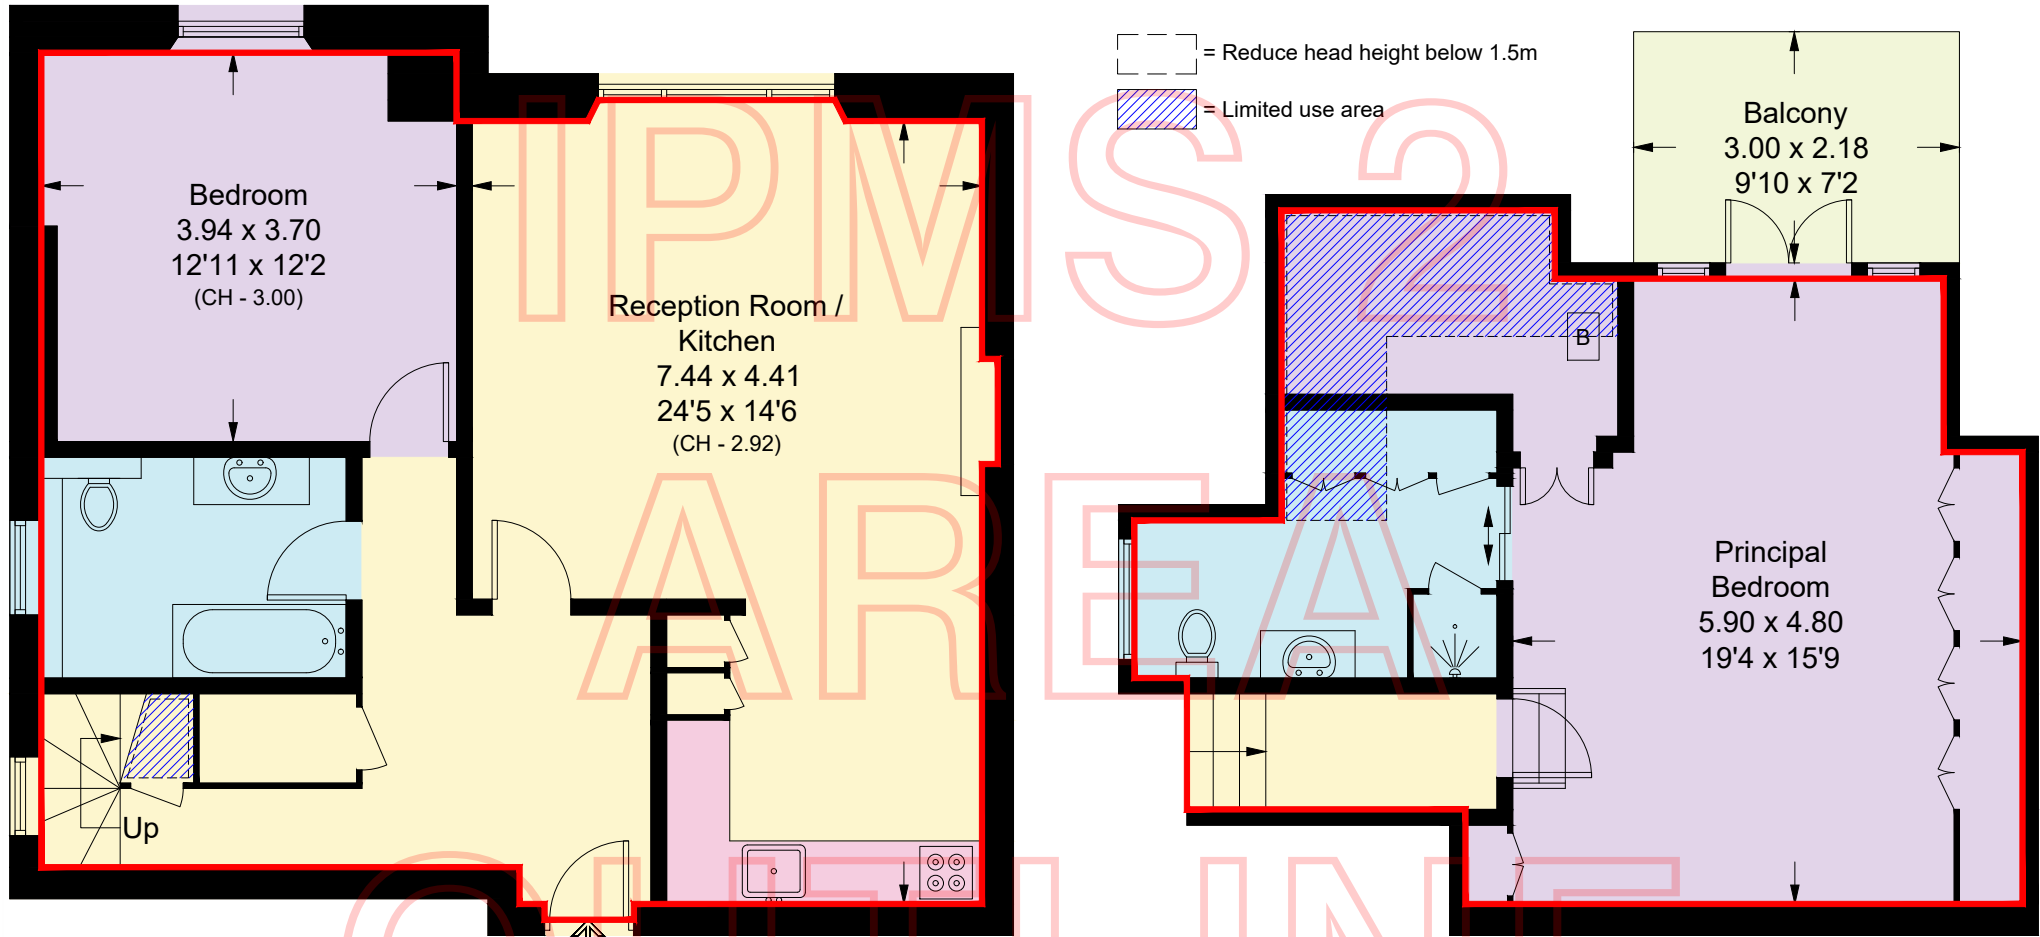 = Reduce head height below 1.5m
= Limited use area
Bedroom
3.94 x 3.70
12'11 x 12'2
(CH - 3.00)
Reception Room /
Kitchen
7.44 x 4.41
24'5 x 14'6
(CH - 2.92)
Up
Balcony
3.00 x 2.18
9'10 x 7'2
B
Principal
Bedroom
5.90 x 4.80
19'4 x 15'9
IPMS 2
AREA
OUTLINE